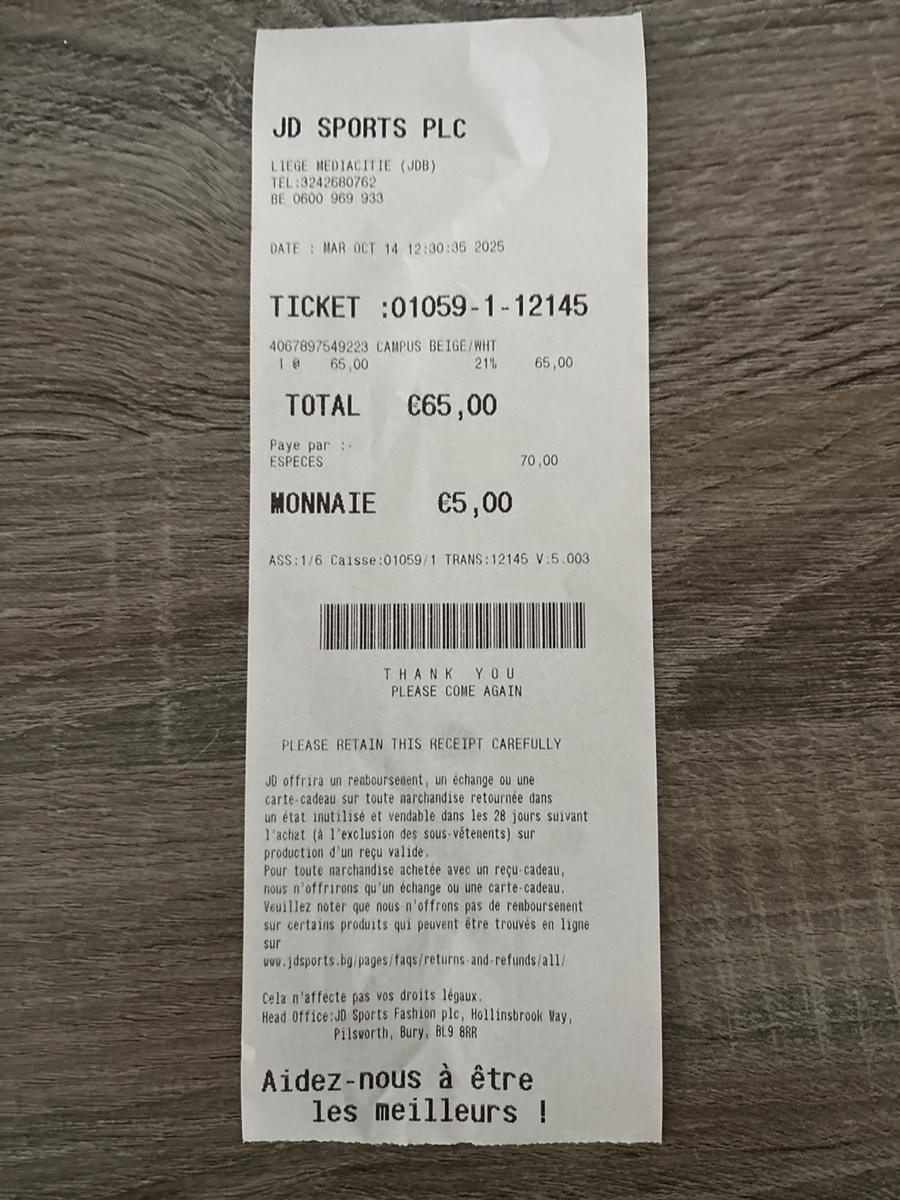 JD SPORTS PLC
LIEGE MEDIACITIE (JDB)
TEL:3242680762
BE 0600 969 933
DATE : MAR OCT 14 12:30:35 2025
TICKET :01059-1-12145
4067897549223 CAMPUS BEIGE/WHT
1 @ 65,00 21% 65,00
TOTAL €65,00
Paye par :-
ESPECES 70,00
MONNAIE €5,00
ASS:1/6 Caisse:01059/1 TRANS:12145 V:5.003
THANK YOU
PLEASE COME AGAIN
PLEASE RETAIN THIS RECEIPT CAREFULLY
JD offrira un remboursement, un échange ou une
carte-cadeau sur toute marchandise retournée dans
un état inutilisé et vendable dans les 28 jours suivant
l'achat (à l'exclusion des sous-vêtements) sur
production d'un reçu valide.
Pour toute marchandise achetée avec un reçu-cadeau,
nous n'offrirons qu'un échange ou une carte-cadeau.
Veuillez noter que nous n'offrons pas de remboursement
sur certains produits qui peuvent être trouvés en ligne
sur
www.jdsports.bg/pages/faqs/returns-and-refunds/all/
Cela n'affecte pas vos droits légaux.
Head Office:JD Sports Fashion plc, Hollinsbrook Way,
Pilsworth, Bury, BL9 8RR
Aidez-nous à être
les meilleurs !